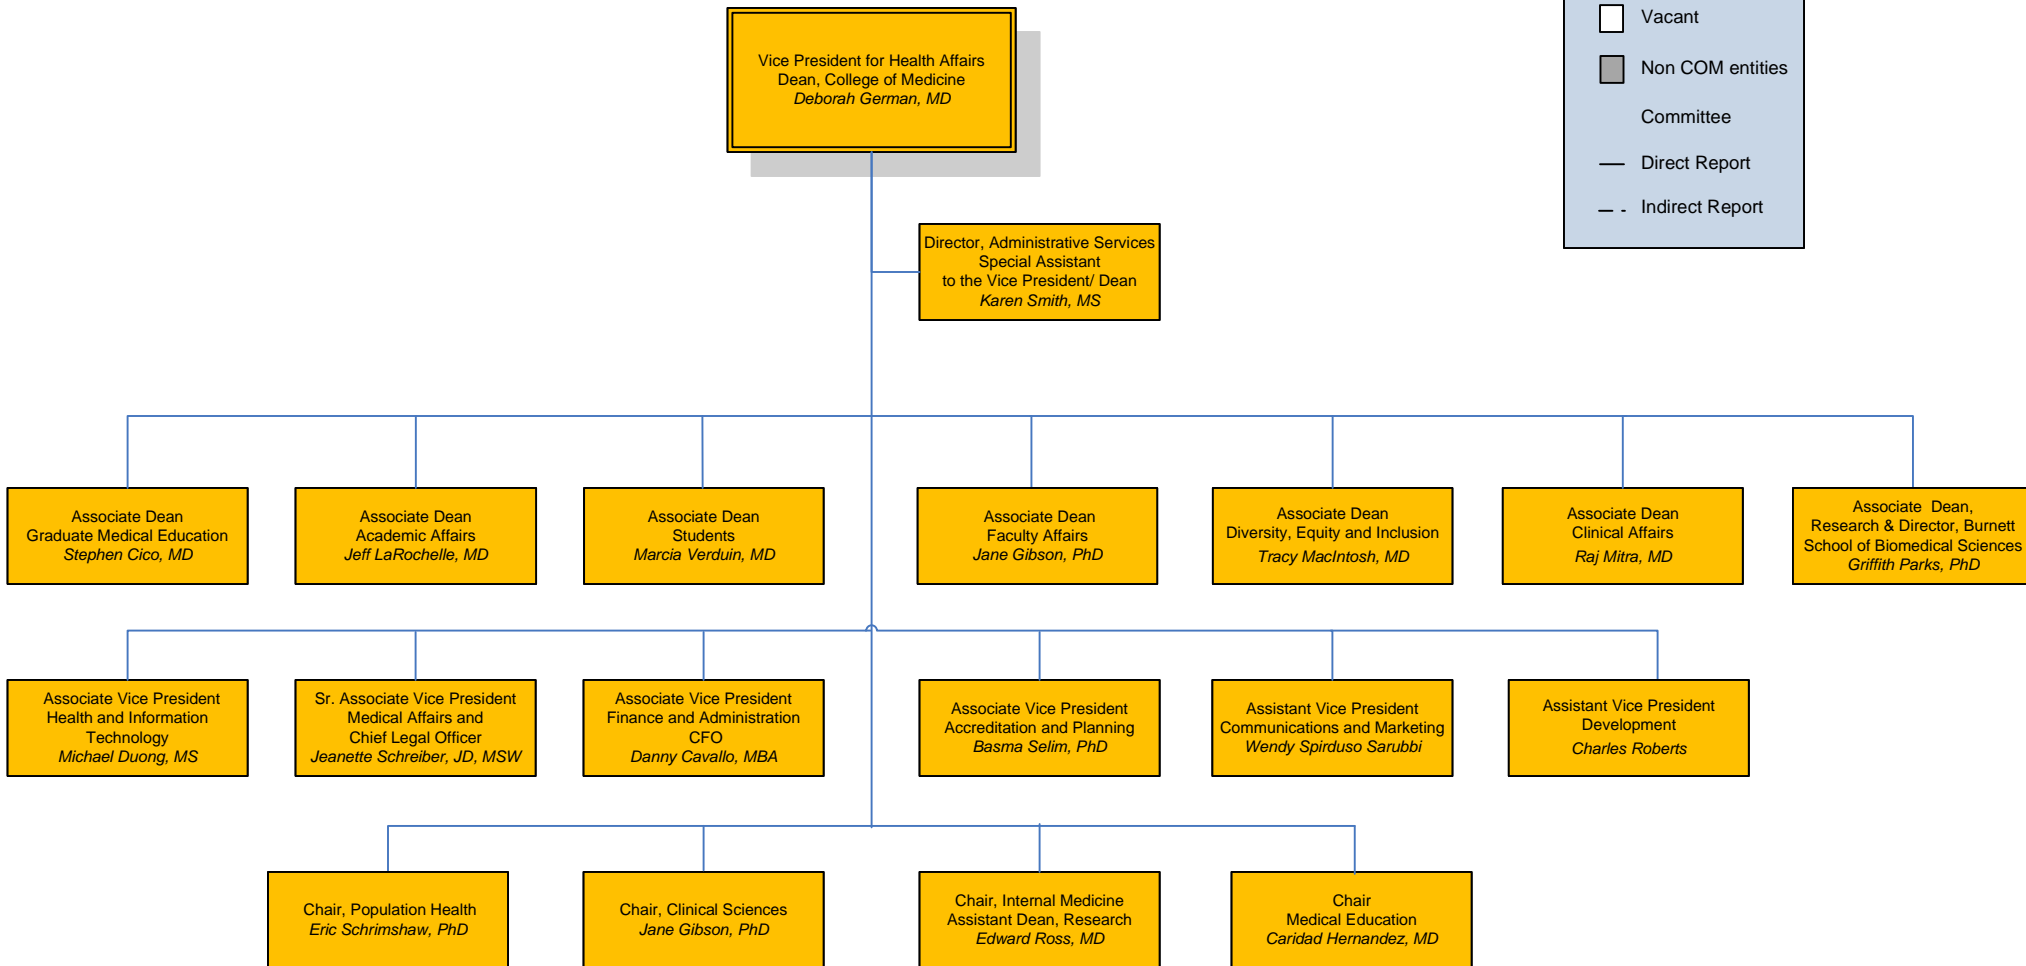 Vacant
Non COM entities
Committee
Direct Report
Indirect Report
Vice President for Health Affairs
Dean, College of Medicine
Deborah German, MD
Director, Administrative Services
Special Assistant
to the Vice President/ Dean
Karen Smith, MS
Associate Dean
Graduate Medical Education
Stephen Cico, MD
Associate Dean
Academic Affairs
Jeff LaRochelle, MD
Associate Dean
Students
Marcia Verduin, MD
Associate Dean
Faculty Affairs
Jane Gibson, PhD
Associate Dean
Diversity, Equity and Inclusion
Tracy MacIntosh, MD
Associate Dean
Clinical Affairs
Raj Mitra, MD
Associate Dean,
Research & Director, Burnett
School of Biomedical Sciences
Griffith Parks, PhD
Associate Vice President
Health and Information
Technology
Michael Duong, MS
Sr. Associate Vice President
Medical Affairs and
Chief Legal Officer
Jeanette Schreiber, JD, MSW
Associate Vice President
Finance and Administration
CFO
Danny Cavallo, MBA
Associate Vice President
Accreditation and Planning
Basma Selim, PhD
Assistant Vice President
Communications and Marketing
Wendy Spirduso Sarubbi
Assistant Vice President
Development
Charles Roberts
Chair, Population Health
Eric Schrimshaw, PhD
Chair, Clinical Sciences
Jane Gibson, PhD
Chair, Internal Medicine
Assistant Dean, Research
Edward Ross, MD
Chair
Medical Education
Caridad Hernandez, MD